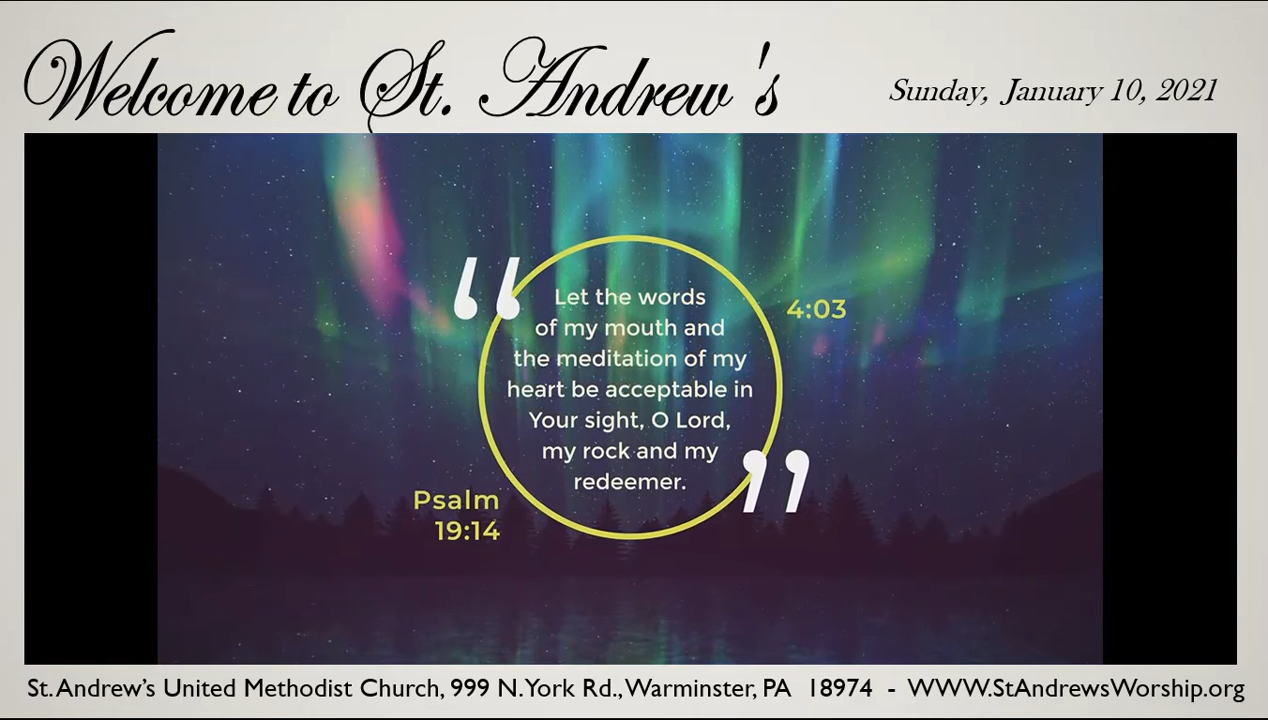 Welcome to St. Andrew's
Sunday, January 10, 2021
“
Let the words
of my mouth and
the meditation of my
heart be acceptable in
Your sight, O Lord,
my rock and my
redeemer.
”
4:03
Psalm
19:14
St. Andrew’s United Methodist Church, 999 N. York Rd., Warminster, PA 18974 - WWW.StAndrewsWorship.org